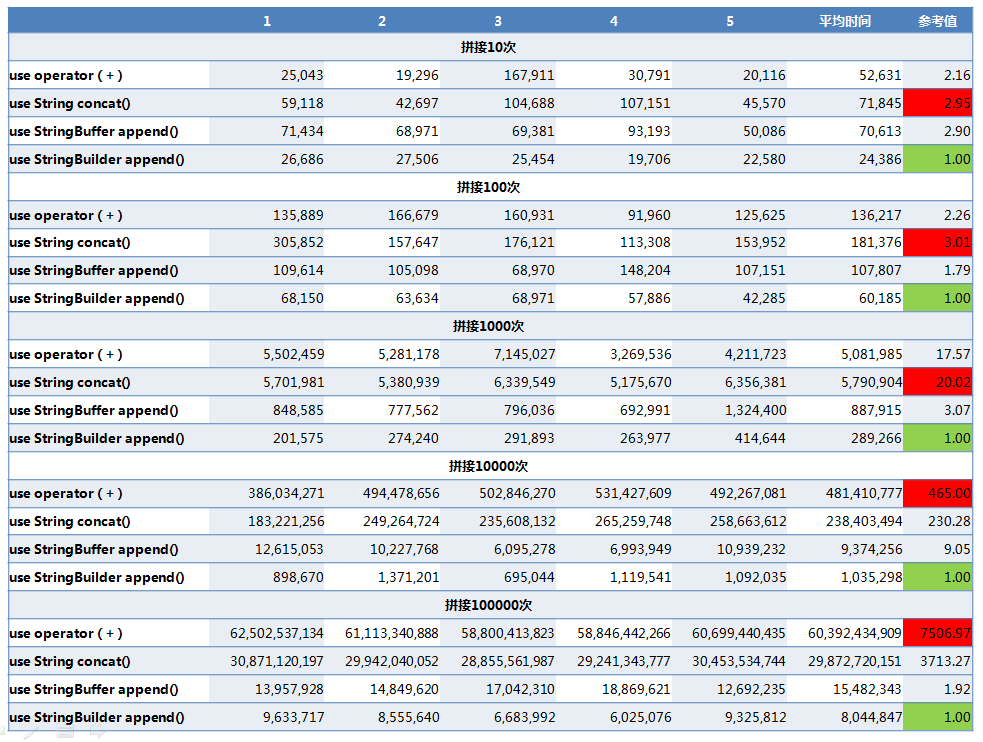 1 2 3 4 5 平均时间 参考值
拼接10次
use operator ( + ) 25,043 19,296 167,911 30,791 20,116 52,631 2.16
use String concat() 59,118 42,697 104,688 107,151 45,570 71,845 2.95
use StringBuffer append() 71,434 68,971 69,381 93,193 50,086 70,613 2.90
use StringBuilder append() 26,686 27,506 25,454 19,706 22,580 24,386 1.00
拼接100次
use operator ( + ) 135,889 166,679 160,931 91,960 125,625 136,217 2.26
use String concat() 305,852 157,647 176,121 113,308 153,952 181,376 3.01
use StringBuffer append() 109,614 105,098 68,970 148,204 107,151 107,807 1.79
use StringBuilder append() 68,150 63,634 68,971 57,886 42,285 60,185 1.00
拼接1000次
use operator ( + ) 5,502,459 5,281,178 7,145,027 3,269,536 4,211,723 5,081,985 17.57
use String concat() 5,701,981 5,380,939 6,339,549 5,175,670 6,356,381 5,790,904 20.02
use StringBuffer append() 848,585 777,562 796,036 692,991 1,324,400 887,915 3.07
use StringBuilder append() 201,575 274,240 291,893 263,977 414,644 289,266 1.00
拼接10000次
use operator ( + ) 386,034,271 494,478,656 502,846,270 531,427,609 492,267,081 481,410,777 465.00
use String concat() 183,221,256 249,264,724 235,608,132 265,259,748 258,663,612 238,403,494 230.28
use StringBuffer append() 12,615,053 10,227,768 6,095,278 6,993,949 10,939,232 9,374,256 9.05
use StringBuilder append() 898,670 1,371,201 695,044 1,119,541 1,092,035 1,035,298 1.00
拼接100000次
use operator ( + ) 62,502,537,134 61,113,340,888 58,800,413,823 58,846,442,266 60,699,440,435 60,392,434,909 7506.97
use String concat() 30,871,120,197 29,942,040,052 28,855,561,987 29,241,343,777 30,453,534,744 29,872,720,151 3713.27
use StringBuffer append() 13,957,928 14,849,620 17,042,310 18,869,621 12,692,235 15,482,343 1.92
use StringBuilder append() 9,633,717 8,555,640 6,683,992 6,025,076 9,325,812 8,044,847 1.00